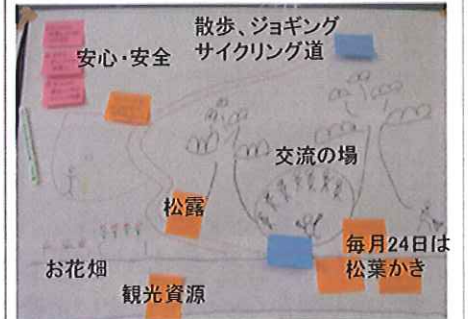 散歩、ジョギング
サイクリング道
安心・安全
交流の場
松露
毎月24日は
松葉かき
お花畑
観光資源